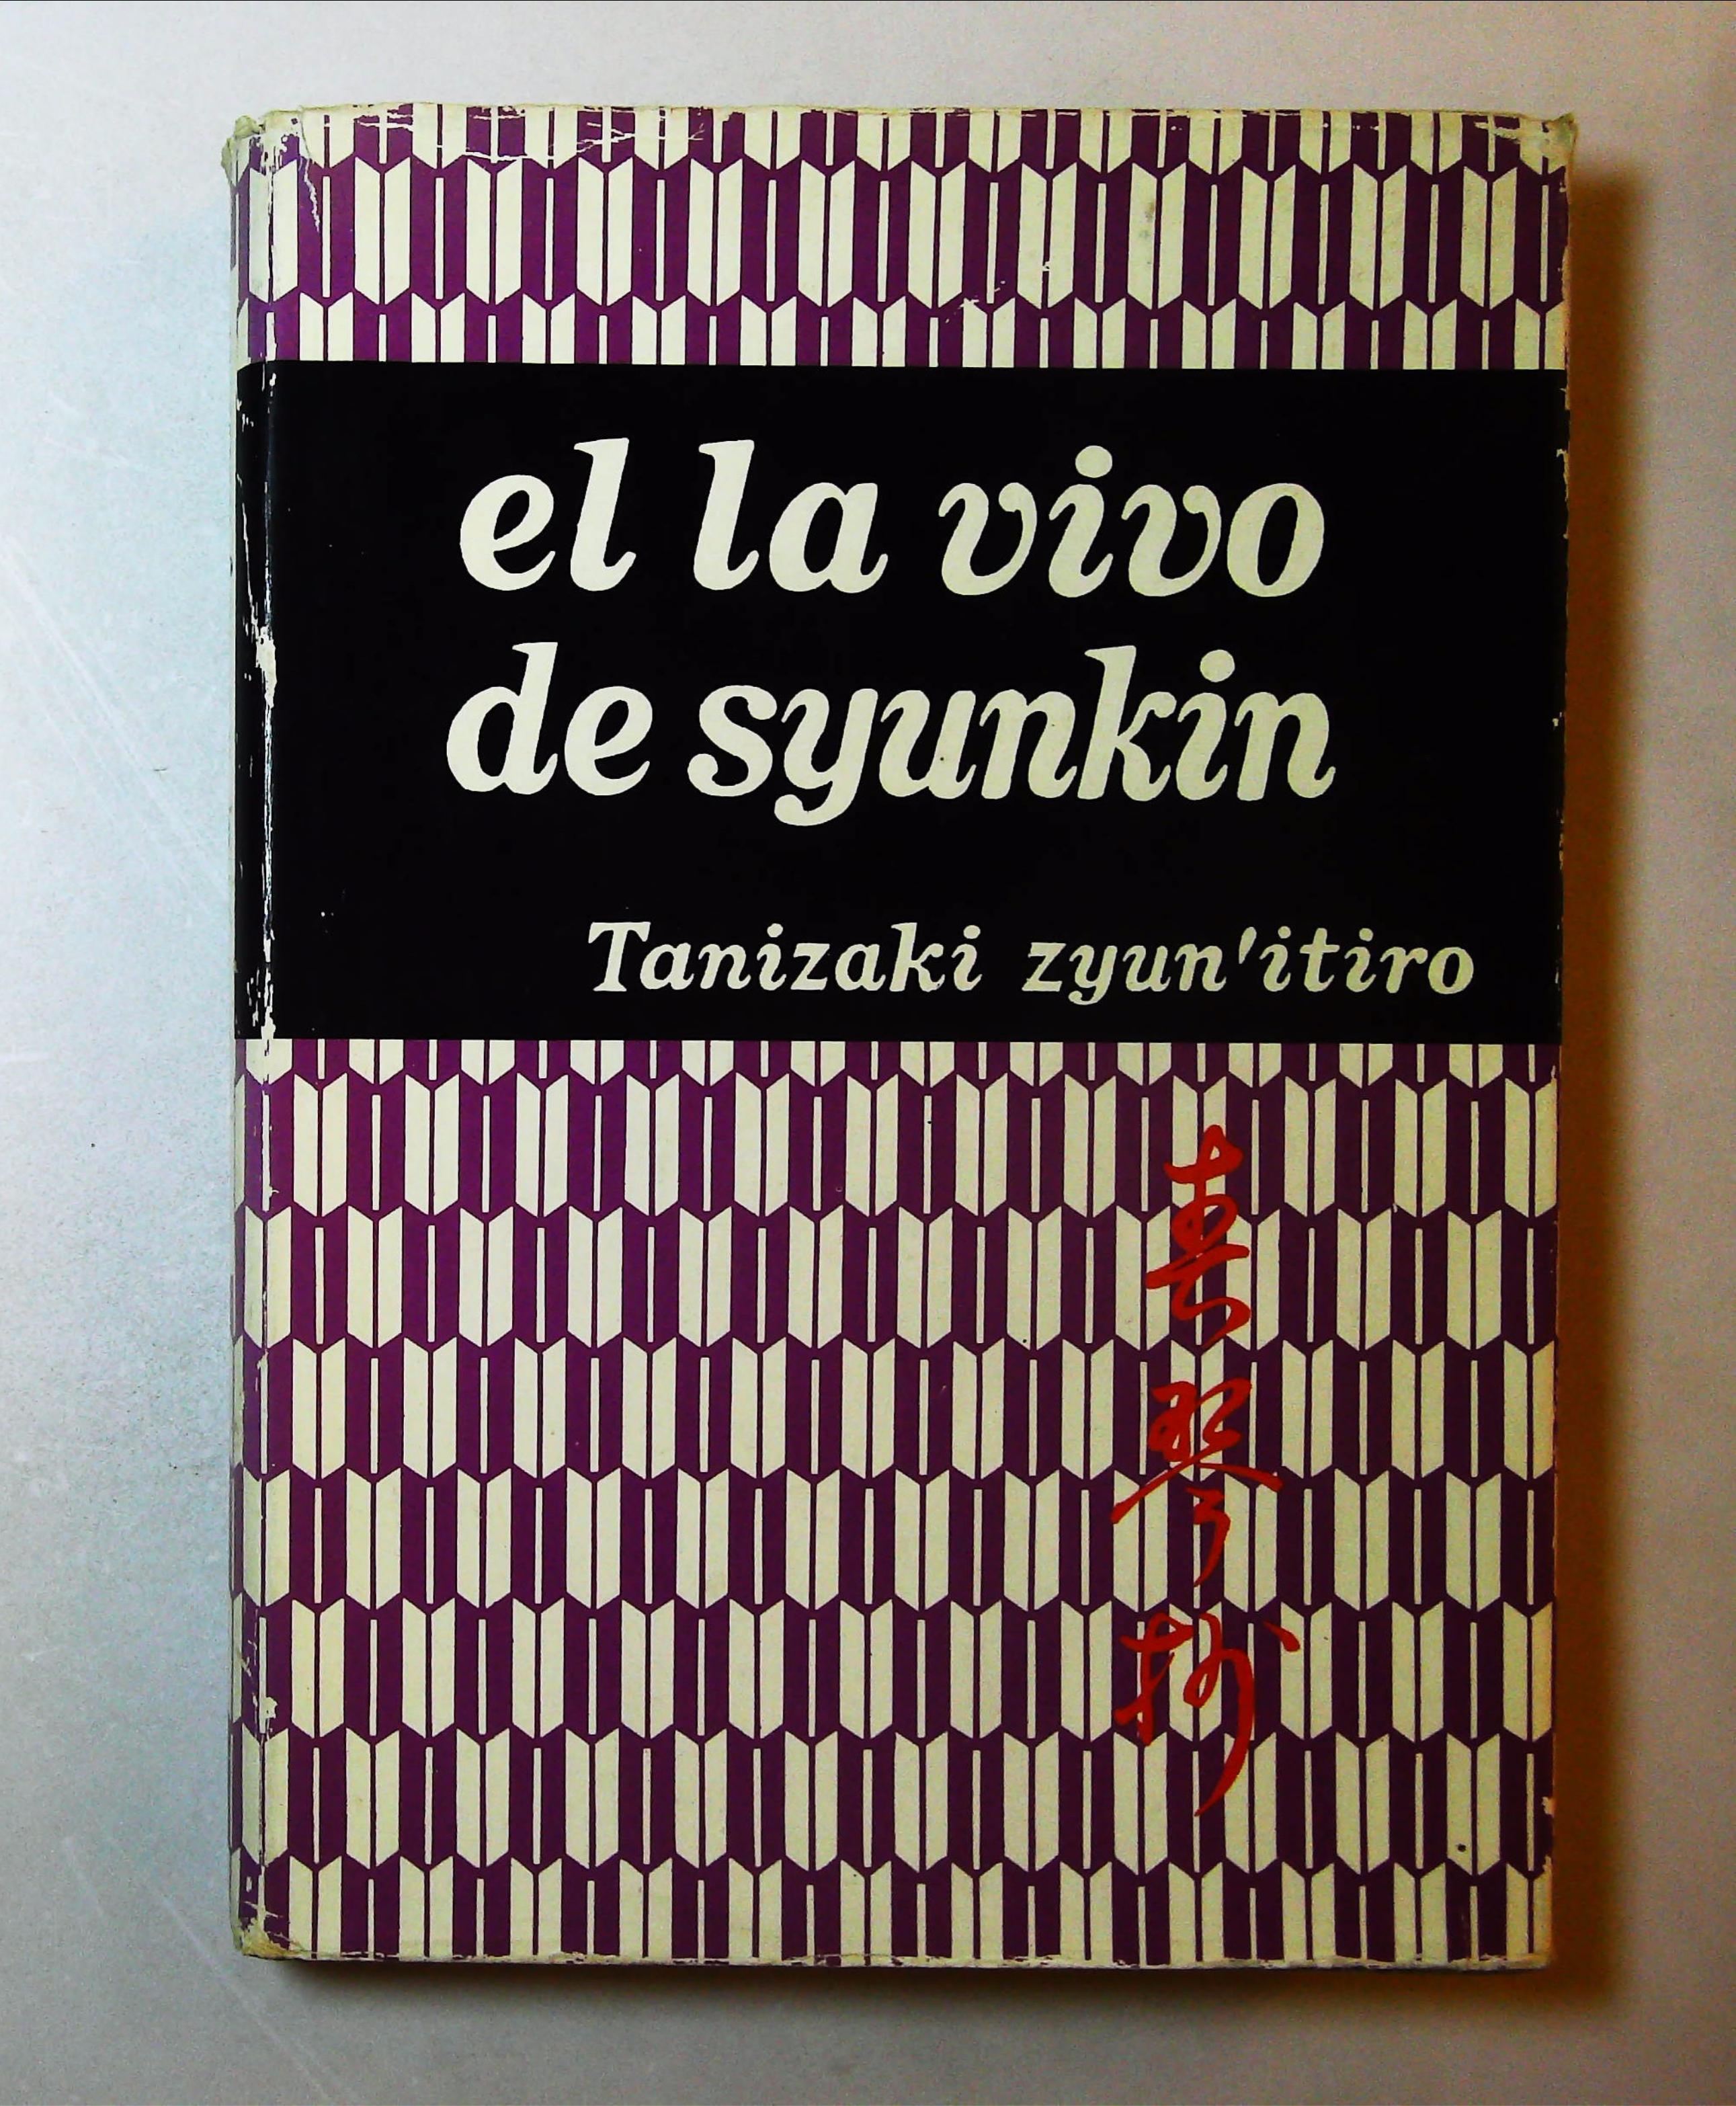 el la vivo
de syunkin
Tanizaki zyun'itiro
春琴抄